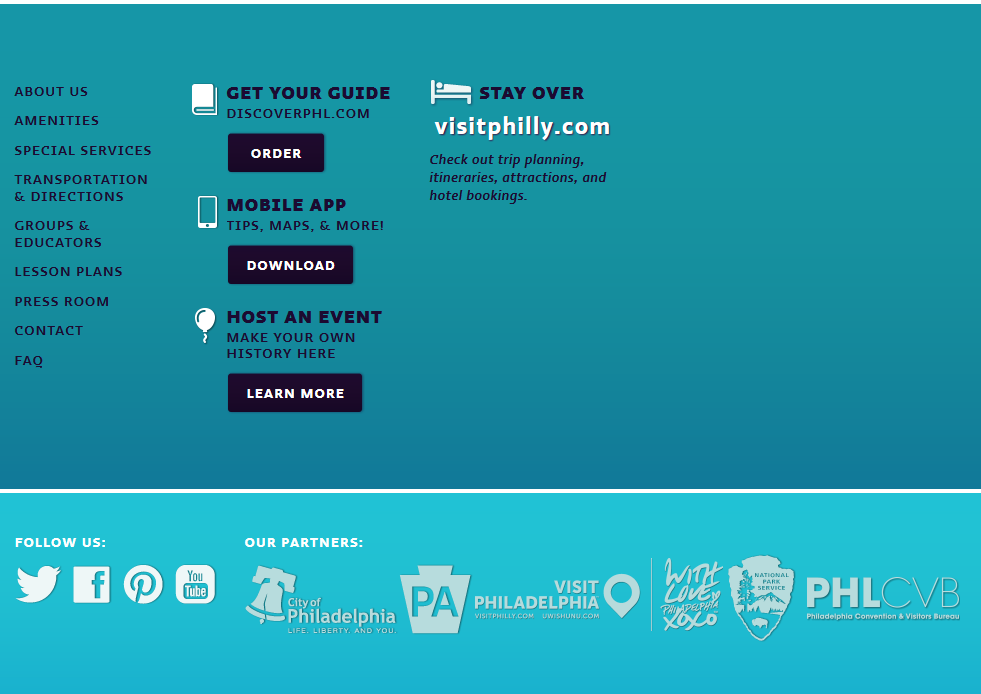 ABOUT US
AMENITIES
SPECIAL SERVICES
TRANSPORTATION
& DIRECTIONS
GROUPS &
EDUCATORS
LESSON PLANS
PRESS ROOM
CONTACT
FAQ
GET YOUR GUIDE
DISCOVERPHL.COM
ORDER
MOBILE APP
TIPS, MAPS, & MORE!
DOWNLOAD
HOST AN EVENT
MAKE YOUR OWN
HISTORY HERE
LEARN MORE
STAY OVER
visitphilly.com
Check out trip planning,
itineraries, attractions, and
hotel bookings.
FOLLOW US:
You
Tube
OUR PARTNERS:
City of
Philadelphia
LIFE. LIBERTY. AND YOU.
PA
VISIT
PHILADELPHIA
VISITPHILLY.COM UWISHUNU.COM
WITH
LOVE,
PHILADELPHIA
XOXO
NATIONAL
PARK
SERVICE
PHLCVB
Philadelphia Convention & Visitors Bureau